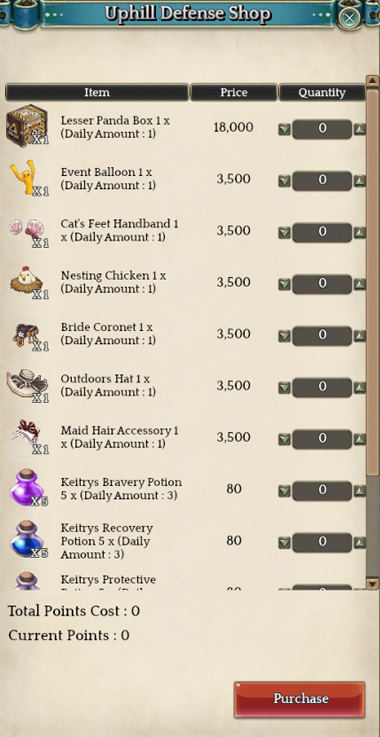 Uphill Defense Shop
Item Price Quantity
Lesser Panda Box 1 x
(Daily Amount : 1)
X1
18,000
0
Event Balloon 1 x
(Daily Amount : 1)
X1
3,500
0
Cat's Feet Handband 1
x (Daily Amount : 1)
X1
3,500
0
Nesting Chicken 1 x
(Daily Amount : 1)
X1
3,500
0
Bride Coronet 1 x
(Daily Amount : 1)
X1
3,500
0
Outdoors Hat 1 x
(Daily Amount : 1)
X1
3,500
0
Maid Hair Accessory 1
x (Daily Amount : 1)
X1
3,500
0
Keitrys Bravery Potion
5 x (Daily Amount : 3)
X5
80
0
Keitrys Recovery
Potion 5 x (Daily
Amount : 3)
X5
80
0
Keitrys Protective
Total Points Cost : 0
Current Points : 0
Purchase